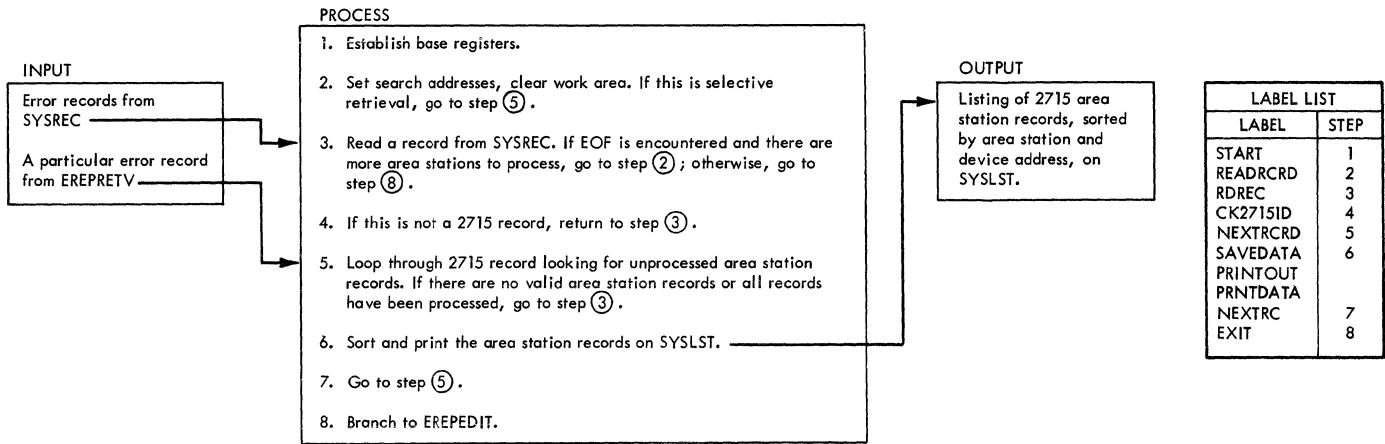 PROCESS
1. Establish base registers.
2. Set search addresses, clear work area. If this is selective
retrieval, go to step 5 .
3. Read a record from SYSREC. If EOF is encountered and there are
more area stations to process, go to step 2 ; otherwise, go to
step 8 .
4. If this is not a 2715 record, return to step 3 .
5. Loop through 2715 record looking for unprocessed area station
records. If there are no valid area station records or all records
have been processed, go to step 3 .
6. Sort and print the area station records on SYSLST.
7. Go to step 5 .
8. Branch to EREPEDIT.
INPUT
Error records from
SYSREC
A particular error record
from EREPRETV
OUTPUT
Listing of 2715 area
station records, sorted
by area station and
device address, on
SYSLST.
LABEL LIST
LABEL STEP
START 1
READRCRD 2
RDREC 3
CK2715ID 4
NEXTRCRD 5
SAVEDATA 6
PRINTOUT
PRNTDATA
NEXTRC 7
EXIT 8